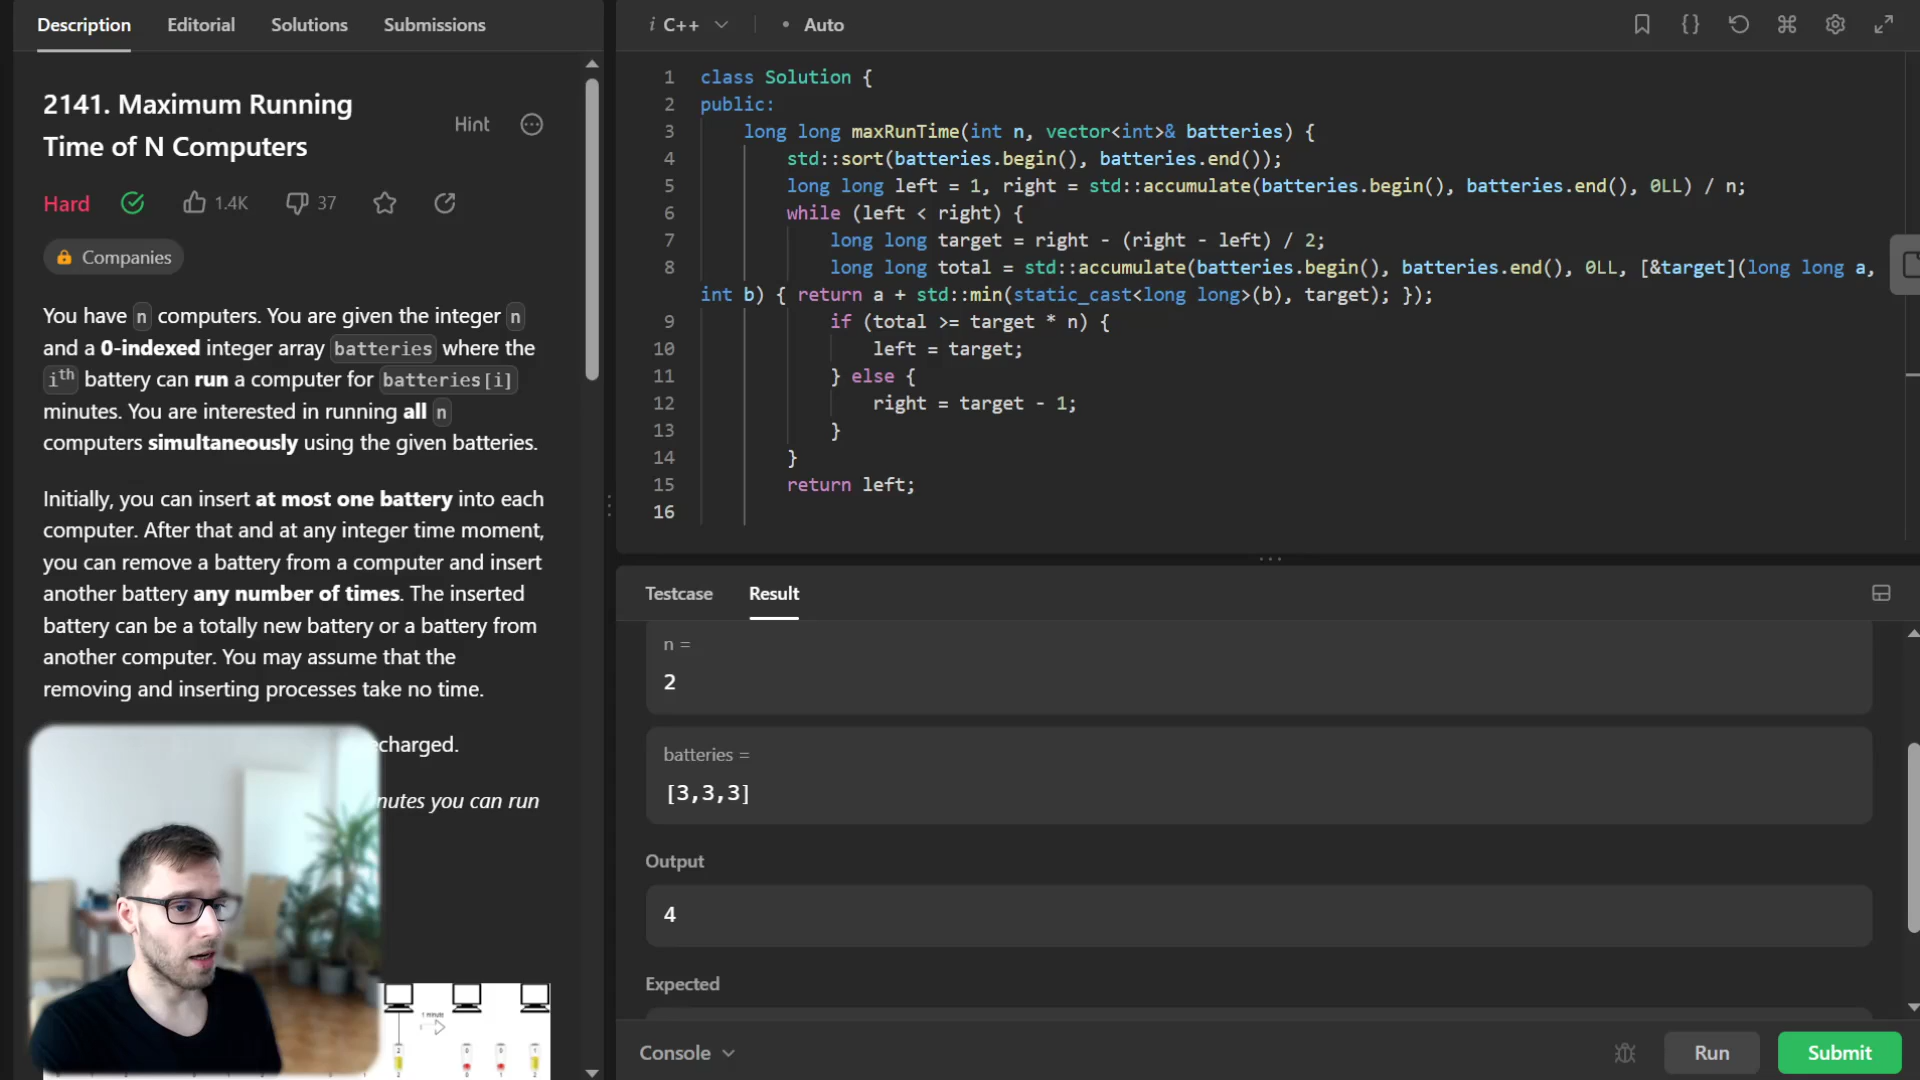 Description Editorial Solutions Submissions
2141. Maximum Running
Time of N Computers
Hint
Hard 1.4K 37
Companies
You have n computers. You are given the integer n
and a 0-indexed integer array batteries where the
ith battery can run a computer for batteries[i]
minutes. You are interested in running all n
computers simultaneously using the given batteries.
Initially, you can insert at most one battery into each
computer. After that and at any integer time moment,
you can remove a battery from a computer and insert
another battery any number of times. The inserted
battery can be a totally new battery or a battery from
another computer. You may assume that the
removing and inserting processes take no time.
echarged.
nutes you can run
1 minute
i C++ • Auto
1 class Solution {
2 public:
3 long long maxRunTime(int n, vector<int>& batteries) {
4 std::sort(batteries.begin(), batteries.end());
5 long long left = 1, right = std::accumulate(batteries.begin(), batteries.end(), 0LL) / n;
6 while (left < right) {
7 long long target = right - (right - left) / 2;
8 long long total = std::accumulate(batteries.begin(), batteries.end(), 0LL, [&target](long long a,
int b) { return a + std::min(static_cast<long long>(b), target); });
9 if (total >= target * n) {
10 left = target;
11 } else {
12 right = target - 1;
13 }
14 }
15 return left;
16
Testcase Result
n =
2
batteries =
[3,3,3]
Output
4
Expected
Console Run Submit